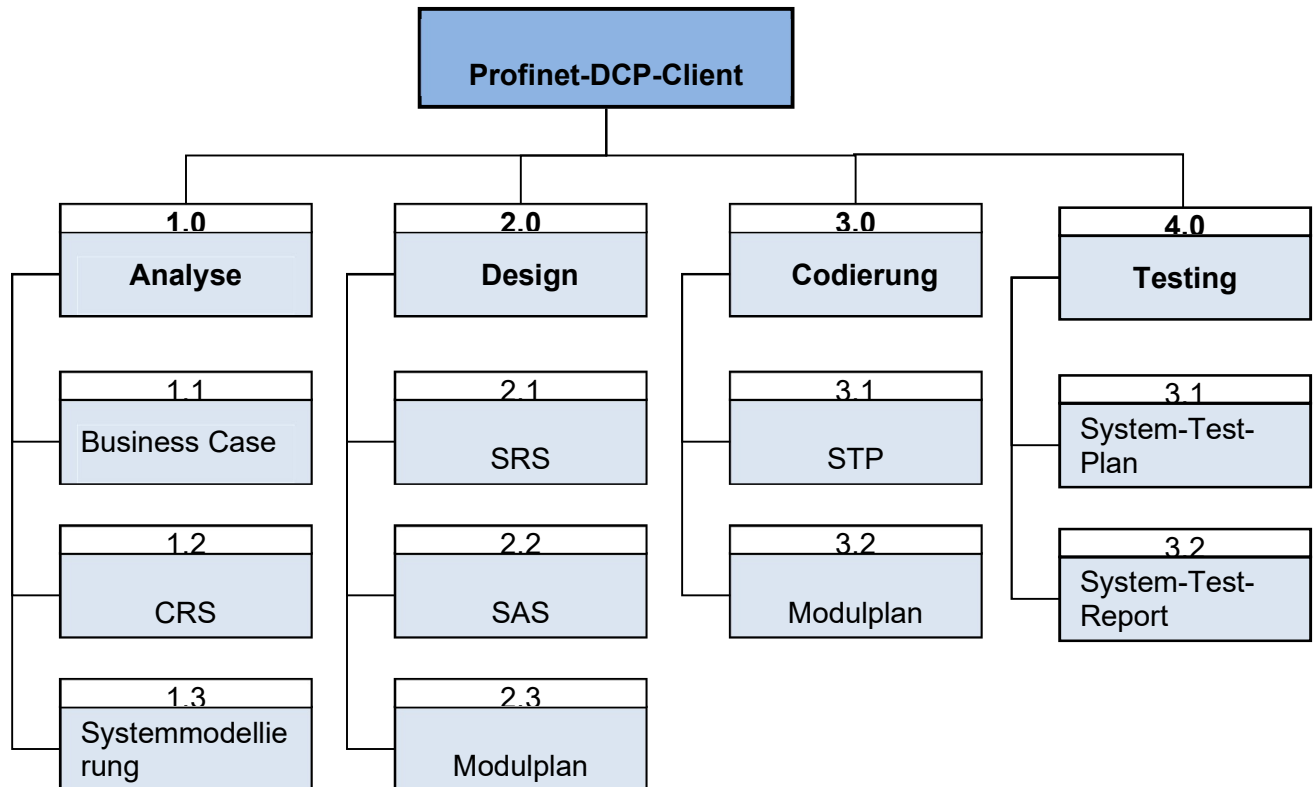 Profinet-DCP-Client
1.0
Analyse
1.1
Business Case
1.2
CRS
1.3
Systemmodellie
rung
2.0
Design
2.1
SRS
2.2
SAS
2.3
Modulplan
3.0
Codierung
3.1
STP
3.2
Modulplan
4.0
Testing
3.1
System-Test-
Plan
3.2
System-Test-
Report